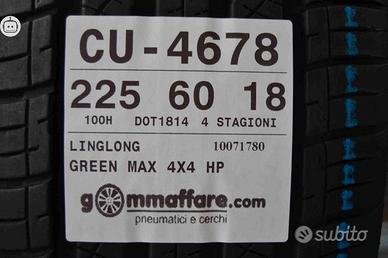 CU-4678
225 60 18
100H DOT1814 4 STAGIONI
LINGLONG 10071780
GREEN MAX 4X4 HP
gommaffare.com
pneumatici e cerchi
subito